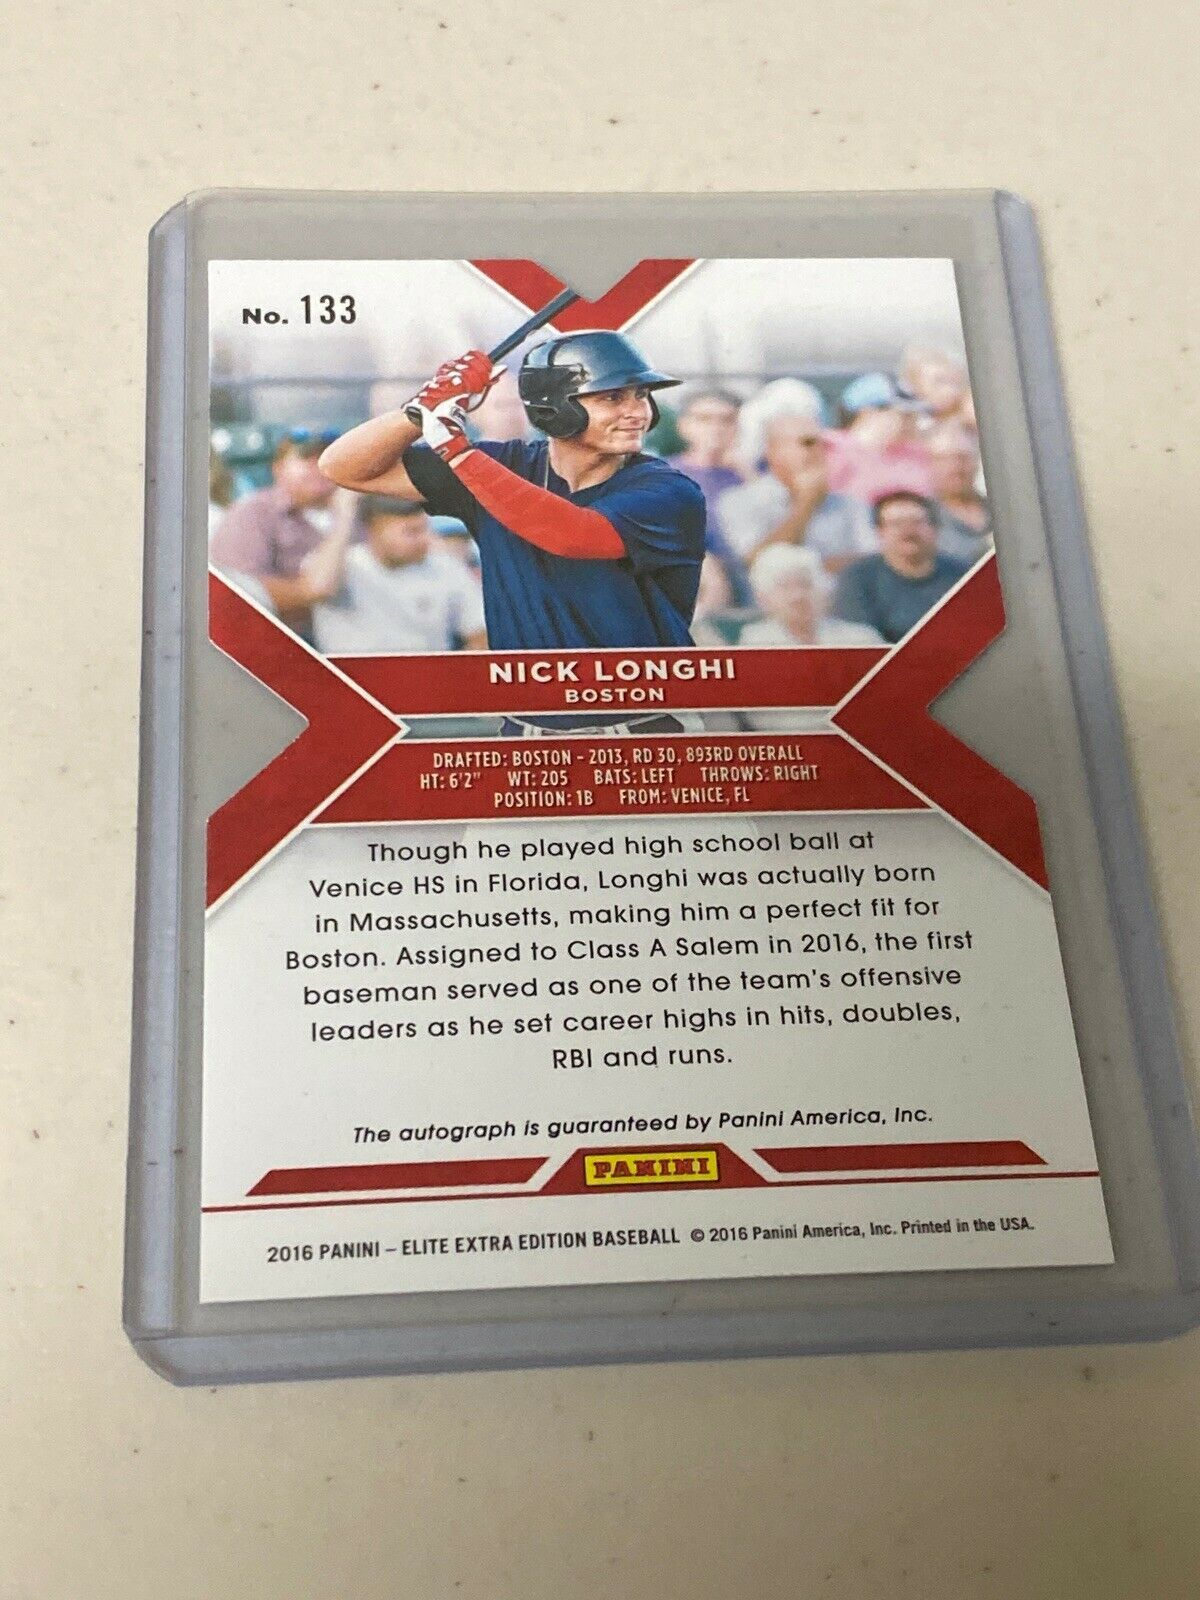 No. 133
NICK LONGHI
BOSTON
DRAFTED: BOSTON - 2013, RD 30, 893RD OVERALL
HT: 6'2" WT: 205 BATS: LEFT THROWS: RIGHT
POSITION: 1B FROM: VENICE, FL
Though he played high school ball at
Venice HS in Florida, Longhi was actually born
in Massachusetts, making him a perfect fit for
Boston. Assigned to Class A Salem in 2016, the first
baseman served as one of the team's offensive
leaders as he set career highs in hits, doubles,
RBI and runs.
The autograph is guaranteed by Panini America, Inc.
PANINI
2016 PANINI – ELITE EXTRA EDITION BASEBALL © 2016 Panini America, Inc. Printed in the USA.